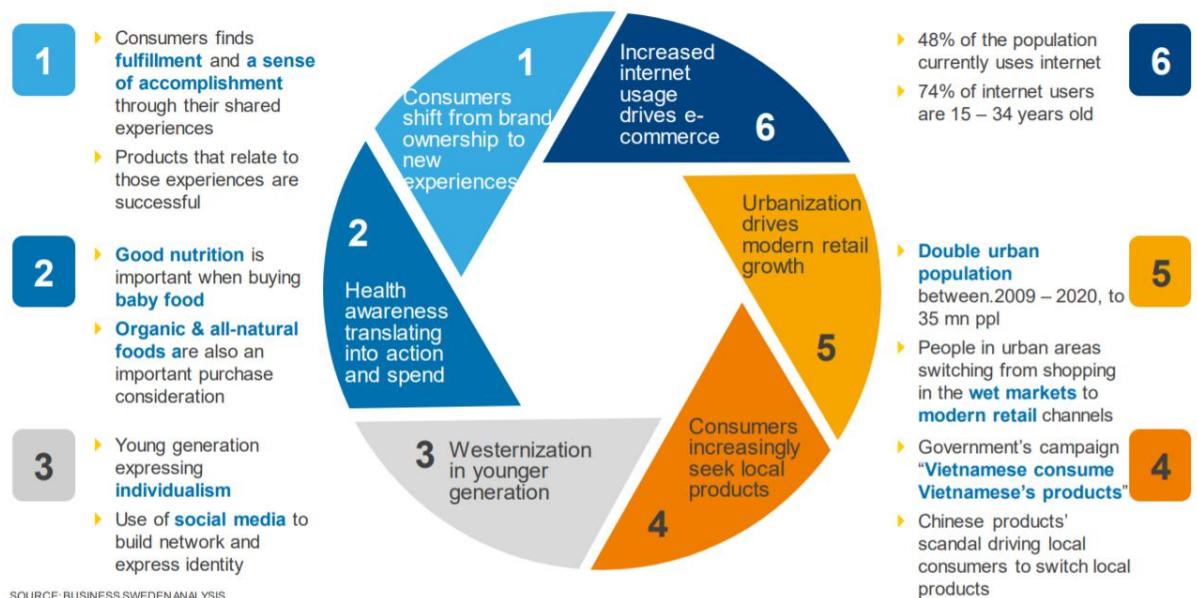 1
Consumers finds
fulfillment and a sense
of accomplishment
through their shared
experiences
Products that relate to
those experiences are
successful
2
Good nutrition is
important when buying
baby food
Organic & all-natural
foods are also an
important purchase
consideration
3
Young generation
expressing
individualism
Use of social media to
build network and
express identity
1
Consumers
shift from brand
ownership to
new
experiences
2
Health
awareness
translating
into action
and spend
3
Westernization
in younger
generation
Consumers
increasingly
seek local
products
4
Urbanization
drives
modern retail
growth
5
Increased
internet
usage
drives e-
commerce
6
48% of the population
currently uses internet
74% of internet users
are 15 – 34 years old
6
Double urban
population
between.2009 – 2020, to
35 mn ppl
People in urban areas
switching from shopping
in the wet markets to
modern retail channels
5
Government's campaign
“Vietnamese consume
Vietnamese's products”
Chinese products'
scandal driving local
consumers to switch local
products
4
SOURCE: BUSINESS SWEDEN ANALYSIS